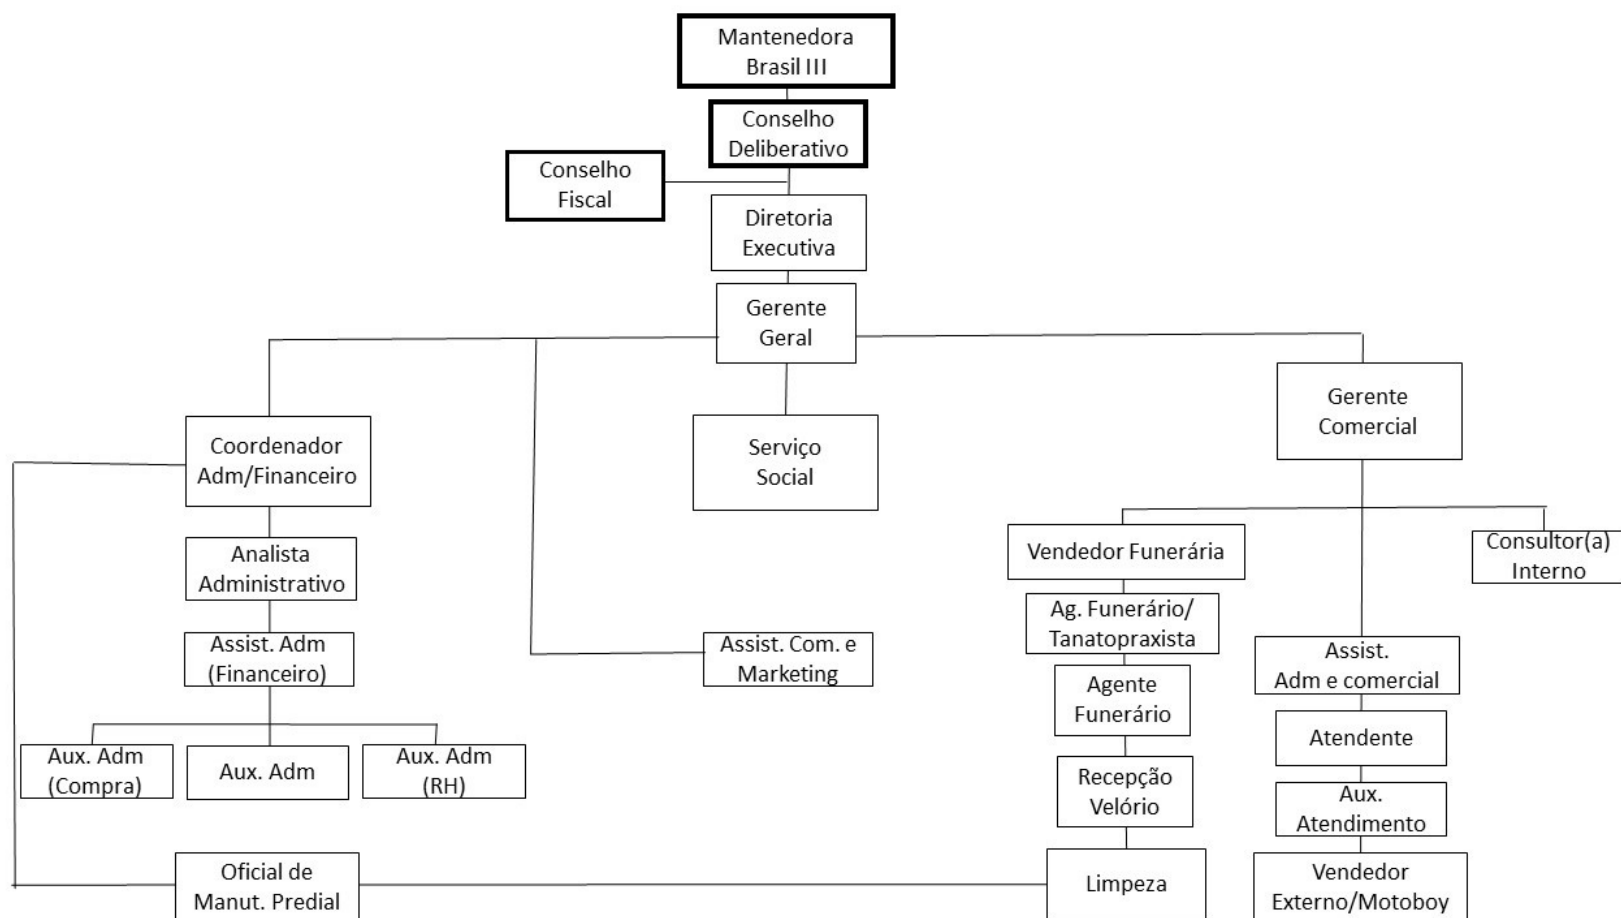 Mantenedora
Brasil III
Conselho
Deliberativo
Conselho
Fiscal
Diretoria
Executiva
Gerente
Geral
Gerente
Comercial
Coordenador
Adm/Financeiro
Serviço
Social
Analista
Administrativo
Vendedor Funerária
Consultor(a)
Interno
Ag. Funerário/
Tanatopraxista
Assist. Adm
(Financeiro)
Assist. Com. e
Marketing
Assist.
Adm e comercial
Agente
Funerário
Atendente
Aux. Adm
(Compra)
Aux. Adm
Aux. Adm
(RH)
Recepção
Velório
Aux.
Atendimento
Oficial de
Manut. Predial
Limpeza
Vendedor
Externo/Motoboy